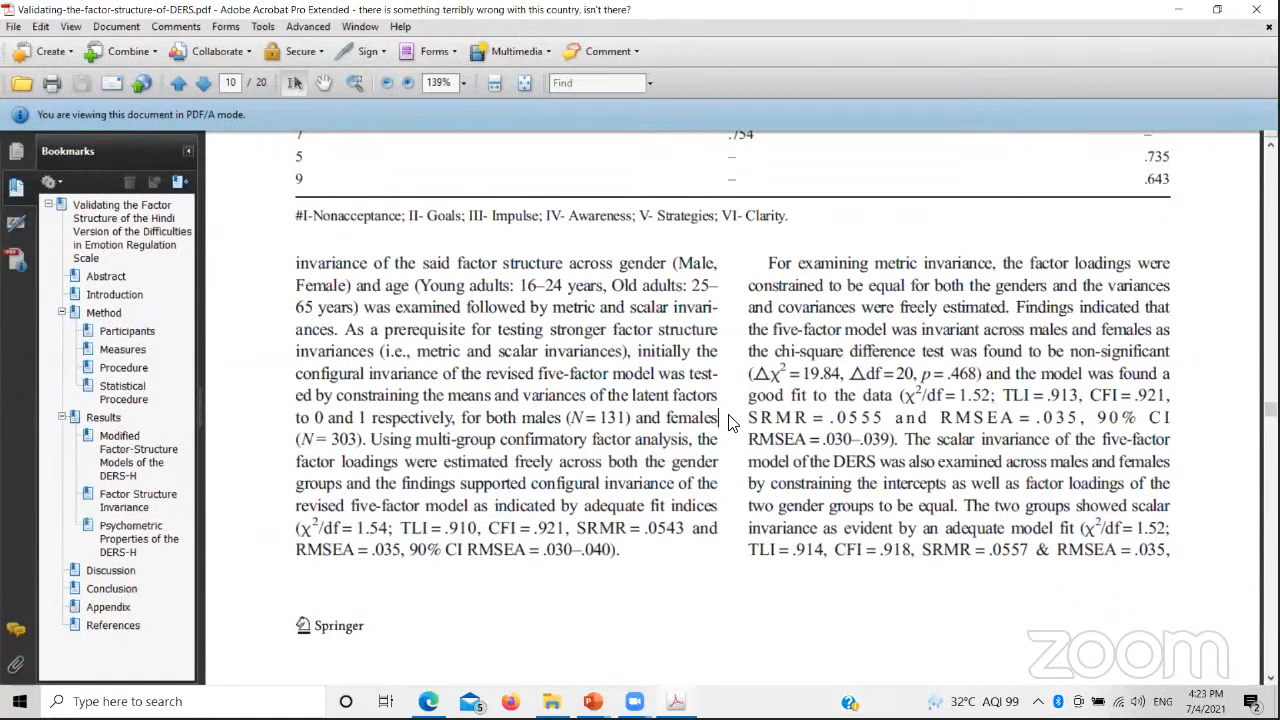 Validating-the-factor-structure-of-DERS.pdf - Adobe Acrobat Pro Extended - there is something terribly wrong with this country, isn't there?
File Edit View Document Comments Forms Tools Advanced Window Help
Create Combine Collaborate Secure Sign Forms Multimedia Comment
10 / 20 139% Find
You are viewing this document in PDF/A mode.
Bookmarks
Validating the Factor
Structure of the Hindi
Version of the Difficulties
in Emotion Regulation
Scale
Abstract
Introduction
Method
Participants
Measures
Procedure
Statistical
Procedure
Results
Modified
Factor-Structure
Models of the
DERS-H
Factor Structure
Invariance
Psychometric
Properties of the
DERS-H
Discussion
Conclusion
Appendix
References
7 .754 –
5 – .735
9 – .643
#I-Nonacceptance; II- Goals; III- Impulse; IV- Awareness; V- Strategies; VI- Clarity.
invariance of the said factor structure across gender (Male,
Female) and age (Young adults: 16–24 years, Old adults: 25–
65 years) was examined followed by metric and scalar invari-
ances. As a prerequisite for testing stronger factor structure
invariances (i.e., metric and scalar invariances), initially the
configural invariance of the revised five-factor model was test-
ed by constraining the means and variances of the latent factors
to 0 and 1 respectively, for both males (N = 131) and females
(N = 303). Using multi-group confirmatory factor analysis, the
factor loadings were estimated freely across both the gender
groups and the findings supported configural invariance of the
revised five-factor model as indicated by adequate fit indices
(χ²/df = 1.54; TLI = .910, CFI = .921, SRMR = .0543 and
RMSEA = .035, 90% CI RMSEA = .030–.040).
For examining metric invariance, the factor loadings were
constrained to be equal for both the genders and the variances
and covariances were freely estimated. Findings indicated that
the five-factor model was invariant across males and females as
the chi-square difference test was found to be non-significant
(△χ² = 19.84, △df = 20, p = .468) and the model was found a
good fit to the data (χ²/df = 1.52; TLI = .913, CFI = .921,
SRMR = .0555 and RMSEA = .035, 90% CI
RMSEA = .030–.039). The scalar invariance of the five-factor
model of the DERS was also examined across males and females
by constraining the intercepts as well as factor loadings of the
two gender groups to be equal. The two groups showed scalar
invariance as evident by an adequate model fit (χ²/df = 1.52;
TLI = .914, CFI = .918, SRMR = .0557 & RMSEA = .035,
Springer
zoom
Type here to search
5
32°C AQI 99 ENG
4:23 PM
7/4/2021
2